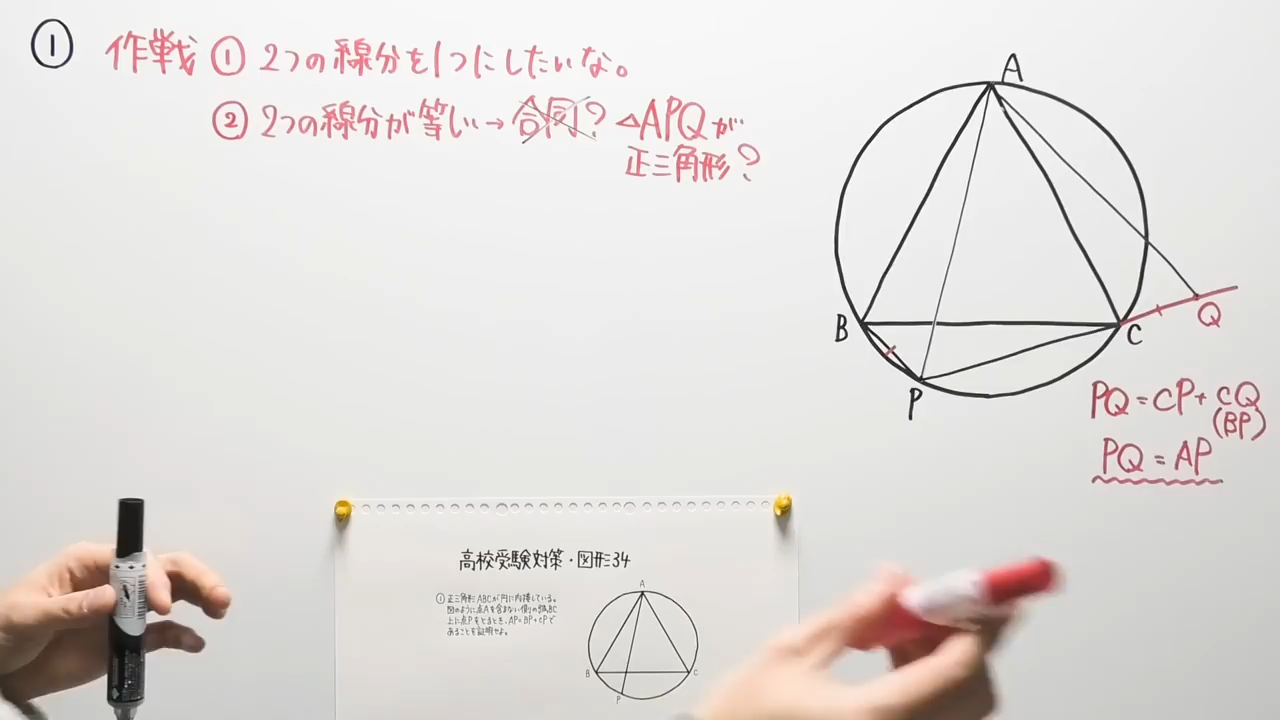 ① 作戦 ① 2つの線分を1つにしたいな。
② 2つの線分が等しい→合同? △APQが
正三角形?
A
B
C
Q
P
PQ=CP+CQ
(BP)
PQ=AP
高校受験対策・図形34
① 正三角形ABCが円に内接している。
図のように点Aを含まない側の弧BC
上に点Pをとるとき、AP=BP+CPで
あることを証明せよ。
A
B
C
P